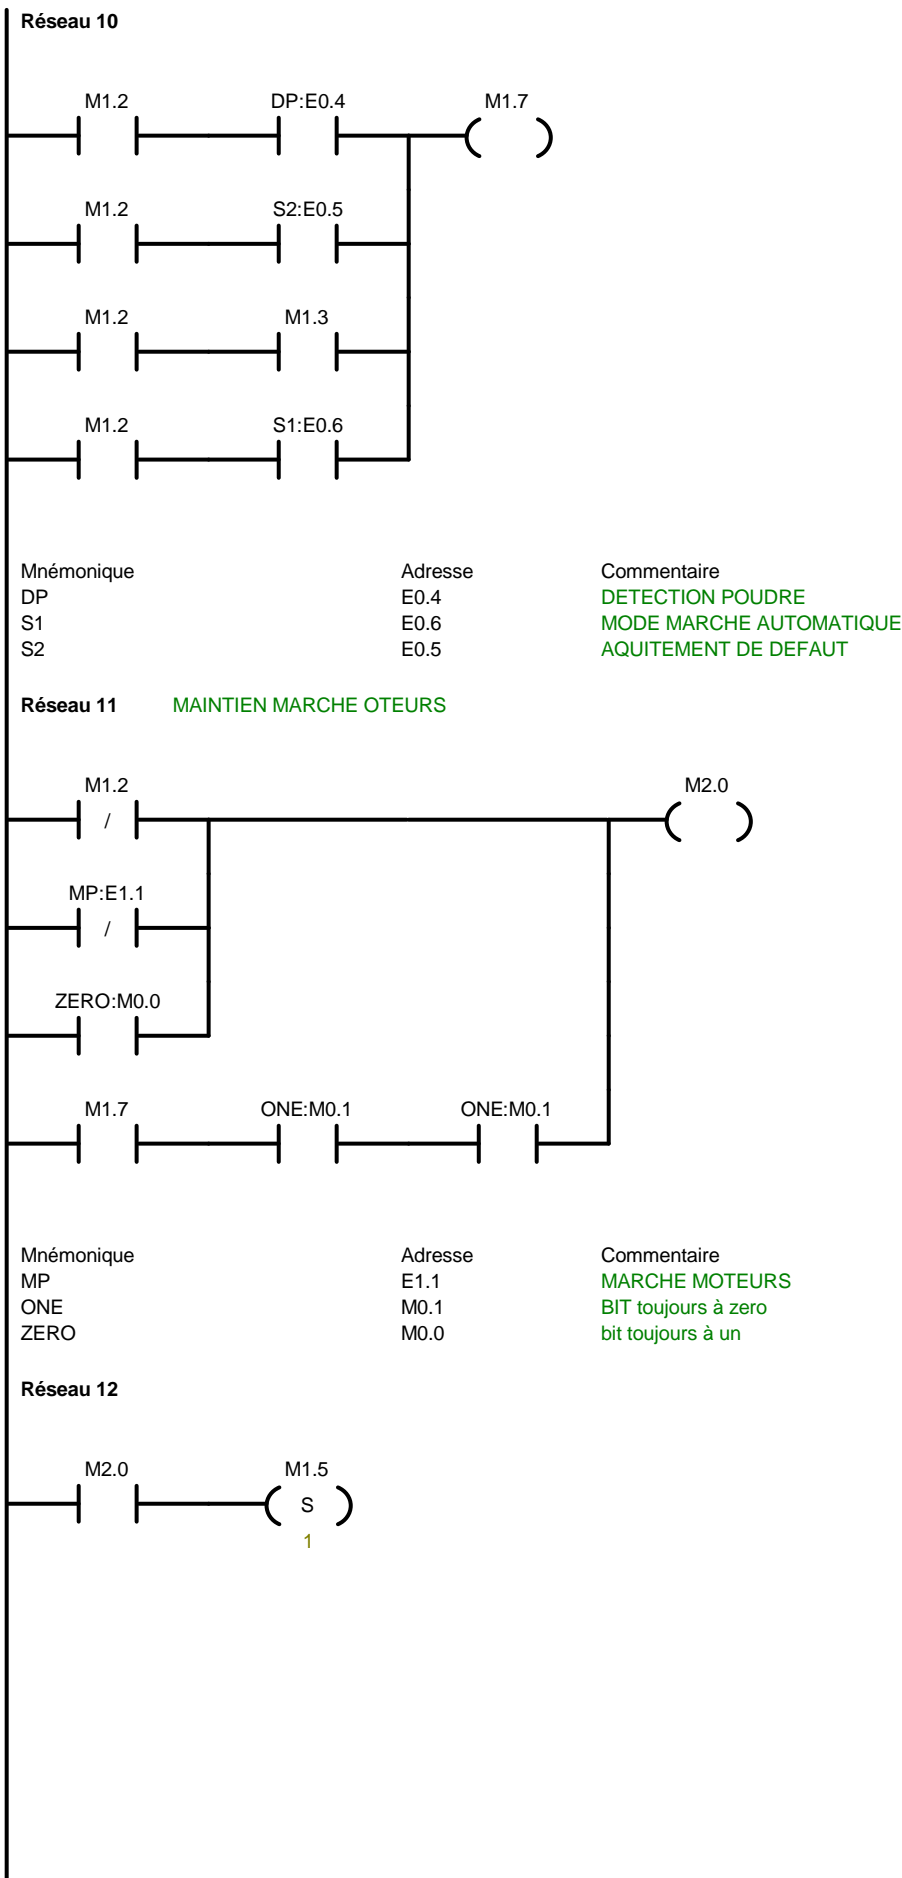 Réseau 10
M1.2 DP:E0.4 M1.7
M1.2 S2:E0.5
M1.2 M1.3
M1.2 S1:E0.6
Mnémonique Adresse Commentaire
DP E0.4 DETECTION POUDRE
S1 E0.6 MODE MARCHE AUTOMATIQUE
S2 E0.5 AQUITEMENT DE DEFAUT
Réseau 11 MAINTIEN MARCHE OTEURS
M1.2 M2.0
/
MP:E1.1
/
ZERO:M0.0
M1.7 ONE:M0.1 ONE:M0.1
Mnémonique Adresse Commentaire
MP E1.1 MARCHE MOTEURS
ONE M0.1 BIT toujours à zero
ZERO M0.0 bit toujours à un
Réseau 12
M2.0 M1.5
S
1